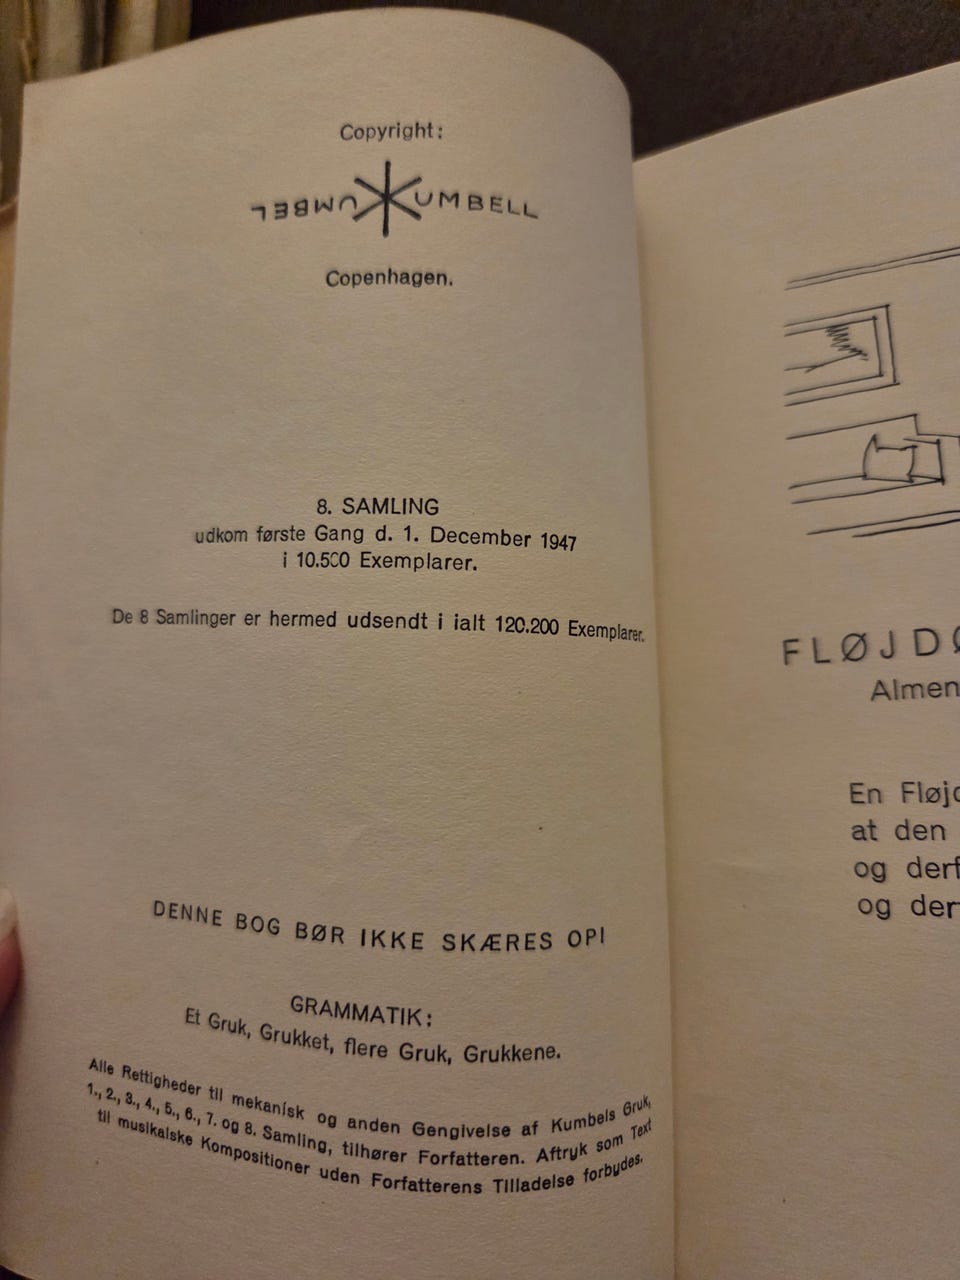 Copyright:
KUMBEL KUMBELL
Copenhagen.
8. SAMLING
udkom første Gang d. 1. December 1947
i 10.500 Exemplarer.
De 8 Samlinger er hermed udsendt i ialt 120.200 Exemplarer.
DENNE BOG BØR IKKE SKÆRES OP!
GRAMMATIK:
Et Gruk, Grukket, flere Gruk, Grukkene.
Alle Rettigheder til mekanisk og anden Gengivelse af Kumbels Gruk,
1., 2., 3., 4., 5., 6., 7. og 8. Samling, tilhører Forfatteren. Aftryk som Text
til musikalske Kompositioner uden Forfatterens Tilladelse forbydes.
FLØJDØ
Almen
En Fløjd
at den
og derf
og der